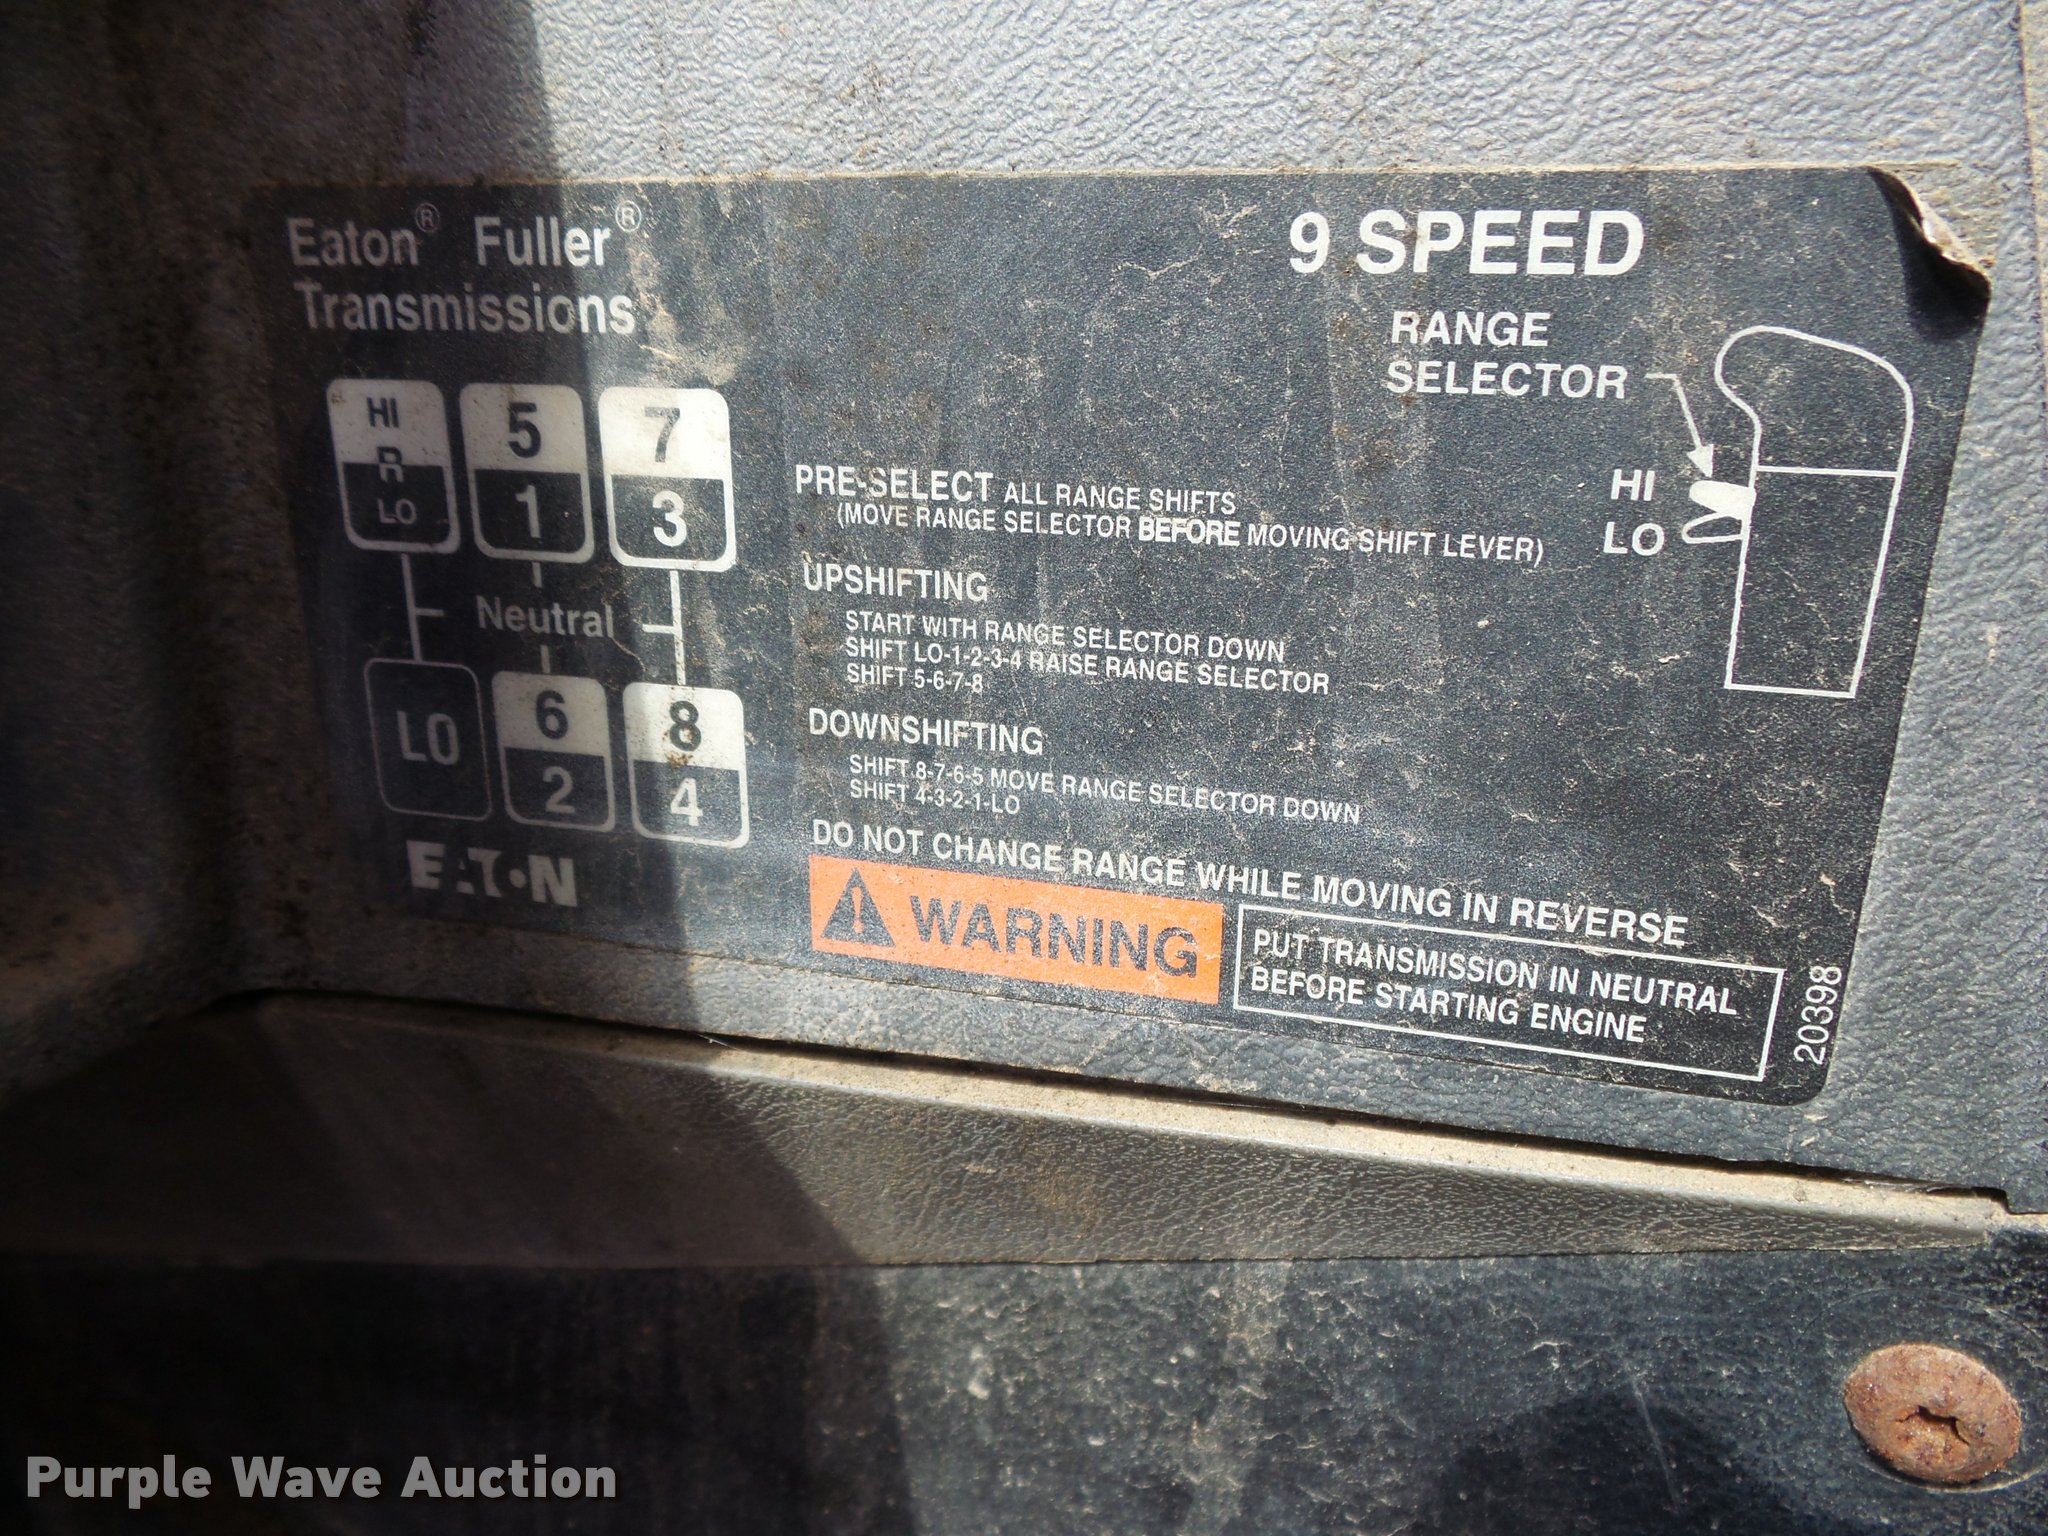 Eaton® Fuller®
Transmissions
9 SPEED
RANGE
SELECTOR
HI
LO
HI
R
LO
5
1
7
3
Neutral
LO
6
2
8
4
EATON
PRE-SELECT ALL RANGE SHIFTS
(MOVE RANGE SELECTOR BEFORE MOVING SHIFT LEVER)
UPSHIFTING
START WITH RANGE SELECTOR DOWN
SHIFT LO-1-2-3-4 RAISE RANGE SELECTOR
SHIFT 5-6-7-8
DOWNSHIFTING
SHIFT 8-7-6-5 MOVE RANGE SELECTOR DOWN
SHIFT 4-3-2-1-LO
DO NOT CHANGE RANGE WHILE MOVING IN REVERSE
WARNING
PUT TRANSMISSION IN NEUTRAL
BEFORE STARTING ENGINE
20398
Purple Wave Auction